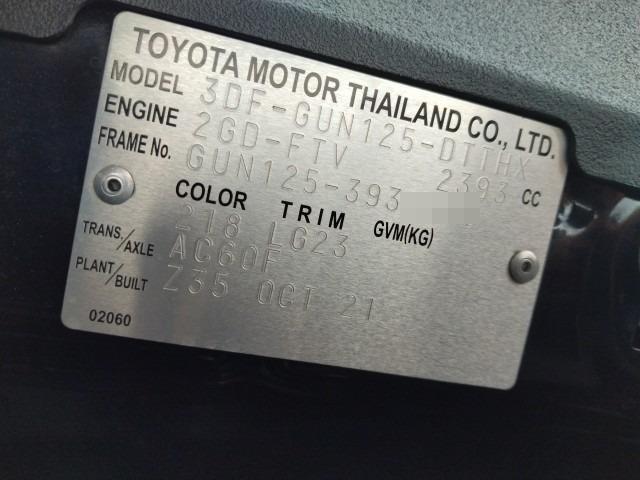 TOYOTA MOTOR THAILAND CO., LTD.
MODEL 3DF-GUN125-DTTHX
ENGINE 2GD-FTV 2393 CC
FRAME No. GUN125-393
COLOR TRIM GVM(KG)
218 LG23
TRANS./AXLE AC60F
PLANT/BUILT Z35 OCT 21
02060